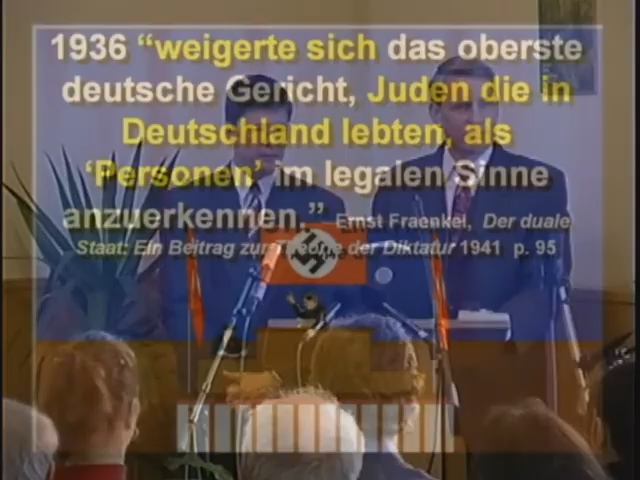 1936 “weigerte sich das oberste
deutsche Gericht, Juden die in
Deutschland lebten, als
‘Personen’ im legalen Sinne
anzuerkennen.” Ernst Fraenkel, Der duale
Staat: Ein Beitrag zur Theorie der Diktatur 1941 p. 95